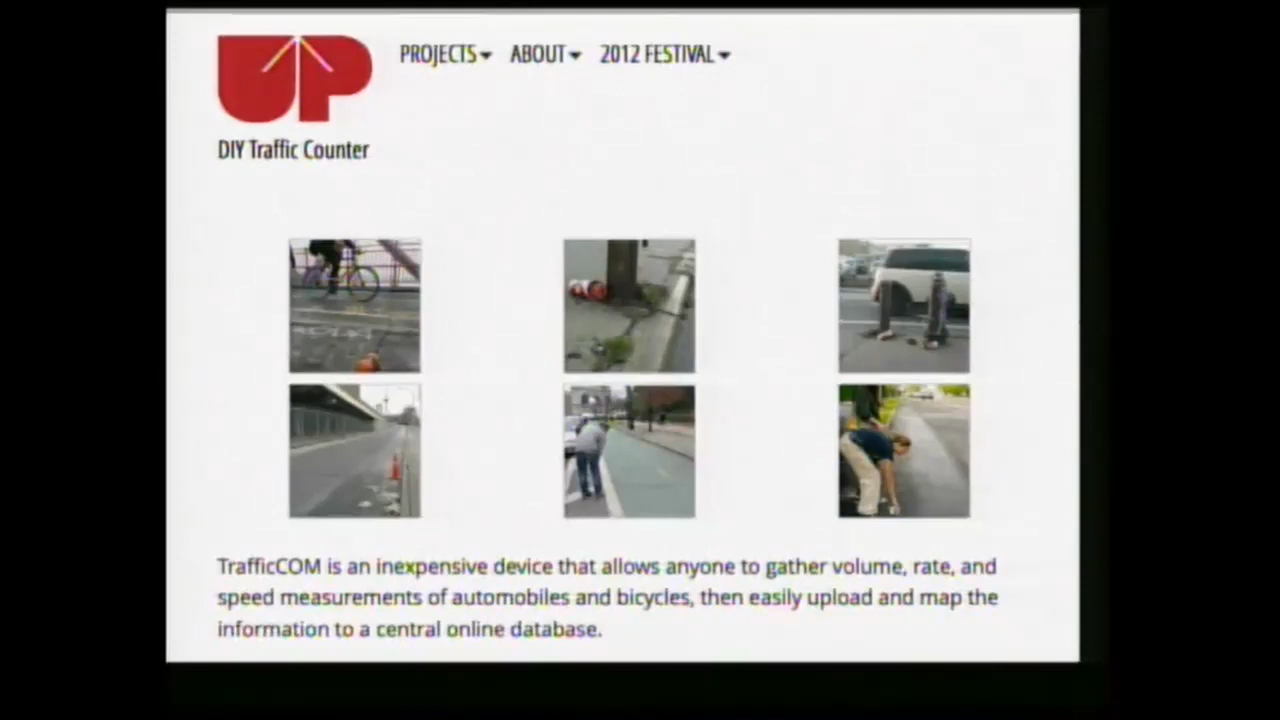 UP
PROJECTS ABOUT 2012 FESTIVAL
DIY Traffic Counter
TrafficCOM is an inexpensive device that allows anyone to gather volume, rate, and
speed measurements of automobiles and bicycles, then easily upload and map the
information to a central online database.